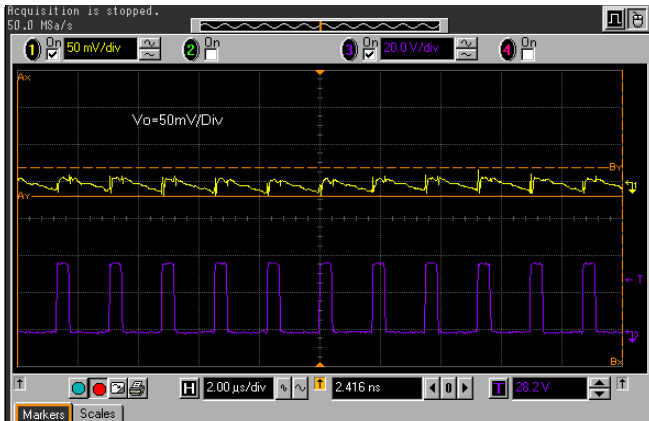 Acquisition is stopped.
50.0 MSa/s
1 On 50 mV/div 2 On 3 On 20.0 V/div 4 On
Ax
Vo=50mV/Div
By
Ay
T
Bx
H 2.00 µs/div 2.416 ns 0 T 28.2 V
Markers Scales